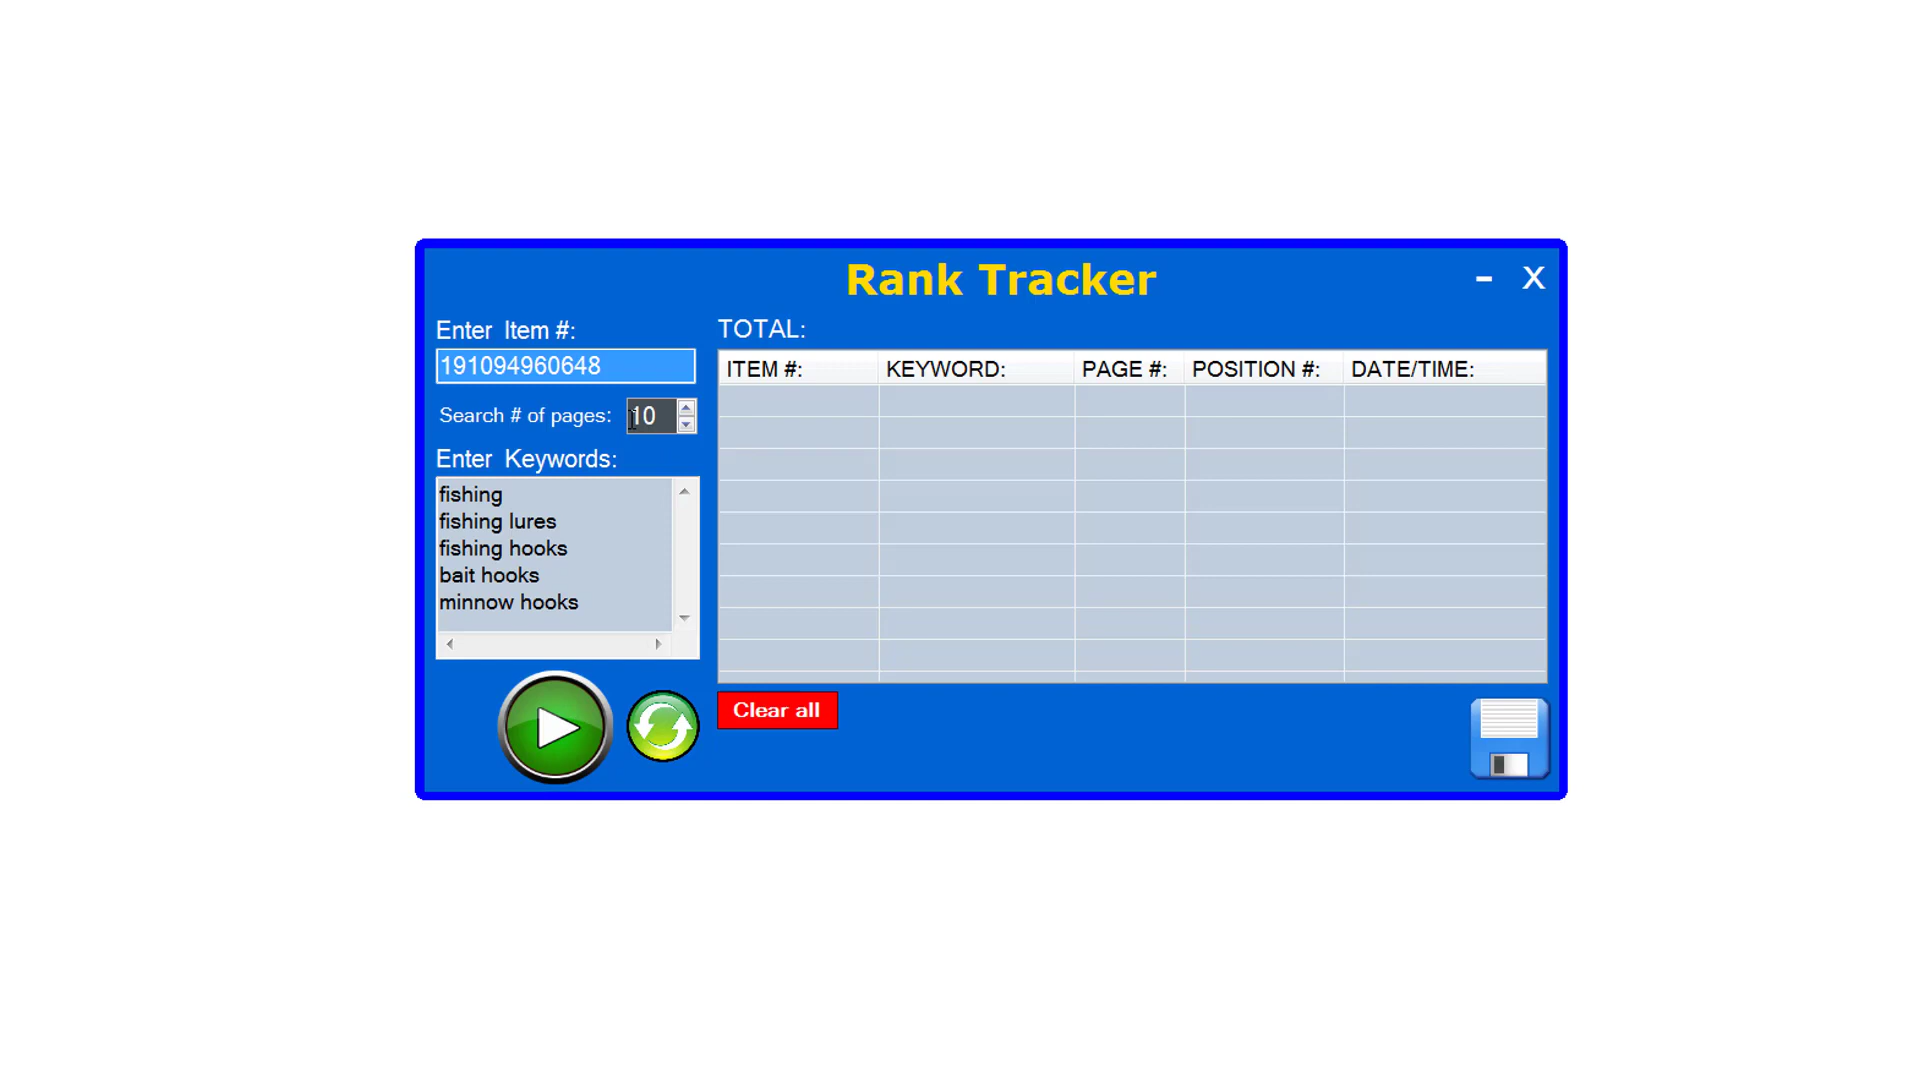 Rank Tracker
- X
Enter Item #:
191094960648
Search # of pages: 10
Enter Keywords:
fishing
fishing lures
fishing hooks
bait hooks
minnow hooks
TOTAL:
ITEM #: KEYWORD: PAGE #: POSITION #: DATE/TIME:
Clear all